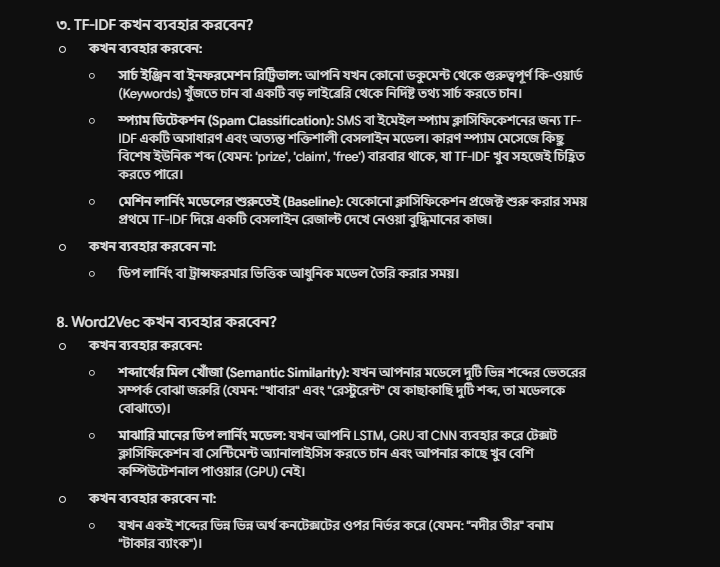 ৩. TF-IDF কখন ব্যবহার করবেন?
কখন ব্যবহার করবেন:
সার্চ ইঞ্জিন বা ইনফরমেশন রিট্রিভাল: আপনি যখন কোনো ডকুমেন্ট থেকে গুরুত্বপূর্ণ কি-ওয়ার্ড
(Keywords) খুঁজতে চান বা একটি বড় লাইব্রেরি থেকে নির্দিষ্ট তথ্য সার্চ করতে চান।
স্প্যাম ডিটেকশন (Spam Classification): SMS বা ইমেইল স্প্যাম ক্লাসিফিকেশনের জন্য TF-
IDF একটি অসাধারণ এবং অত্যন্ত শক্তিশালী বেসলাইন মডেল। কারণ স্প্যাম মেসেজে কিছু
বিশেষ ইউনিক শব্দ (যেমন: 'prize', 'claim', 'free') বারবার থাকে, যা TF-IDF খুব সহজেই চিহ্নিত
করতে পারে।
মেশিন লার্নিং মডেলের শুরুতেই (Baseline): যেকোনো ক্লাসিফিকেশন প্রজেক্ট শুরু করার সময়
প্রথমে TF-IDF দিয়ে একটি বেসলাইন রেজাল্ট দেখে নেওয়া বুদ্ধিমানের কাজ।
কখন ব্যবহার করবেন না:
ডিপ লার্নিং বা ট্রান্সফরমার ভিত্তিক আধুনিক মডেল তৈরি করার সময়।
৪. Word2Vec কখন ব্যবহার করবেন?
কখন ব্যবহার করবেন:
শব্দার্থের মিল খোঁজা (Semantic Similarity): যখন আপনার মডেলে দুটি ভিন্ন শব্দের ভেতরের
সম্পর্ক বোঝা জরুরি (যেমন: "খাবার" এবং "রেস্টুরেন্ট" যে কাছাকাছি দুটি শব্দ, তা মডেলকে
বোঝাতে)।
মাঝারি মানের ডিপ লার্নিং মডেল: যখন আপনি LSTM, GRU বা CNN ব্যবহার করে টেক্সট
ক্লাসিফিকেশন বা সেন্টিমেন্ট অ্যানালাইসিস করতে চান এবং আপনার কাছে খুব বেশি
কম্পিউটেশনাল পাওয়ার (GPU) নেই।
কখন ব্যবহার করবেন না:
যখন একই শব্দের ভিন্ন ভিন্ন অর্থ কনটেক্সটের ওপর নির্ভর করে (যেমন: "নদীর তীর" বনাম
"টাকার ব্যাংক")।